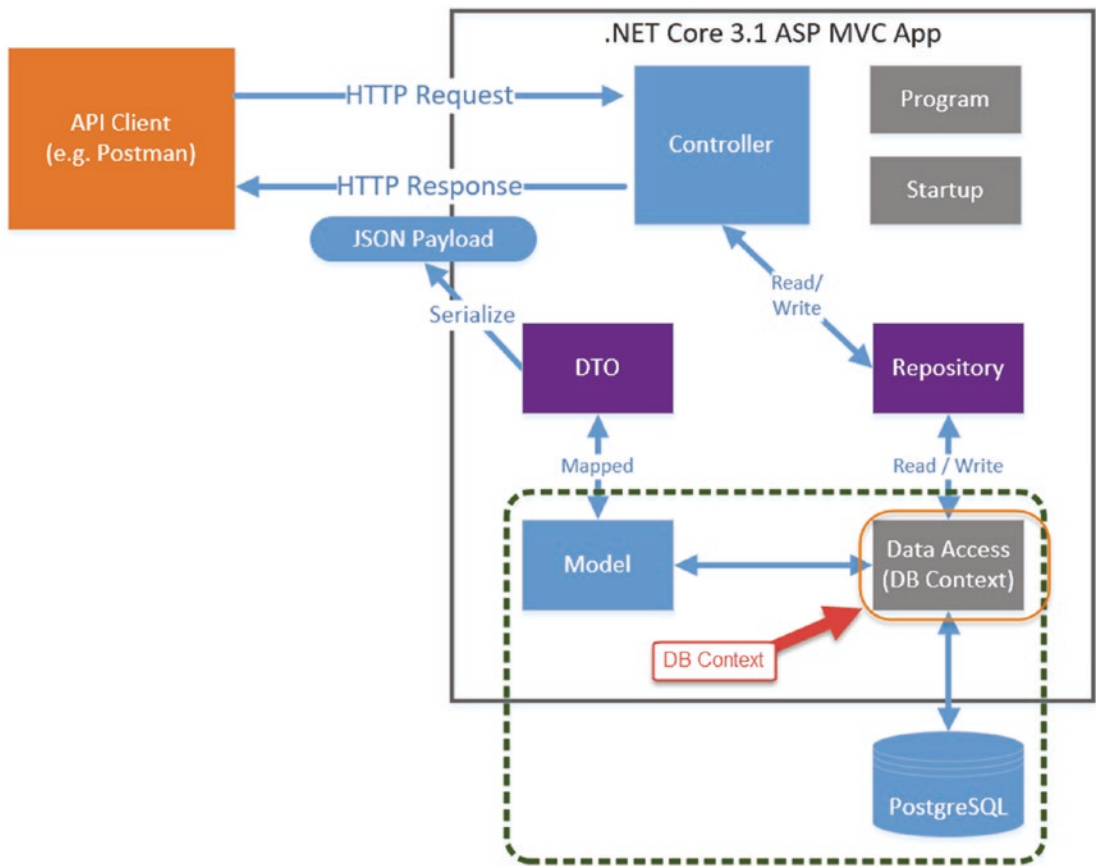 .NET Core 3.1 ASP MVC App
API Client
(e.g. Postman)
HTTP Request
HTTP Response
JSON Payload
Controller
Program
Startup
Serialize
Read/
Write
DTO
Repository
Mapped
Read / Write
Model
Data Access
(DB Context)
DB Context
PostgreSQL